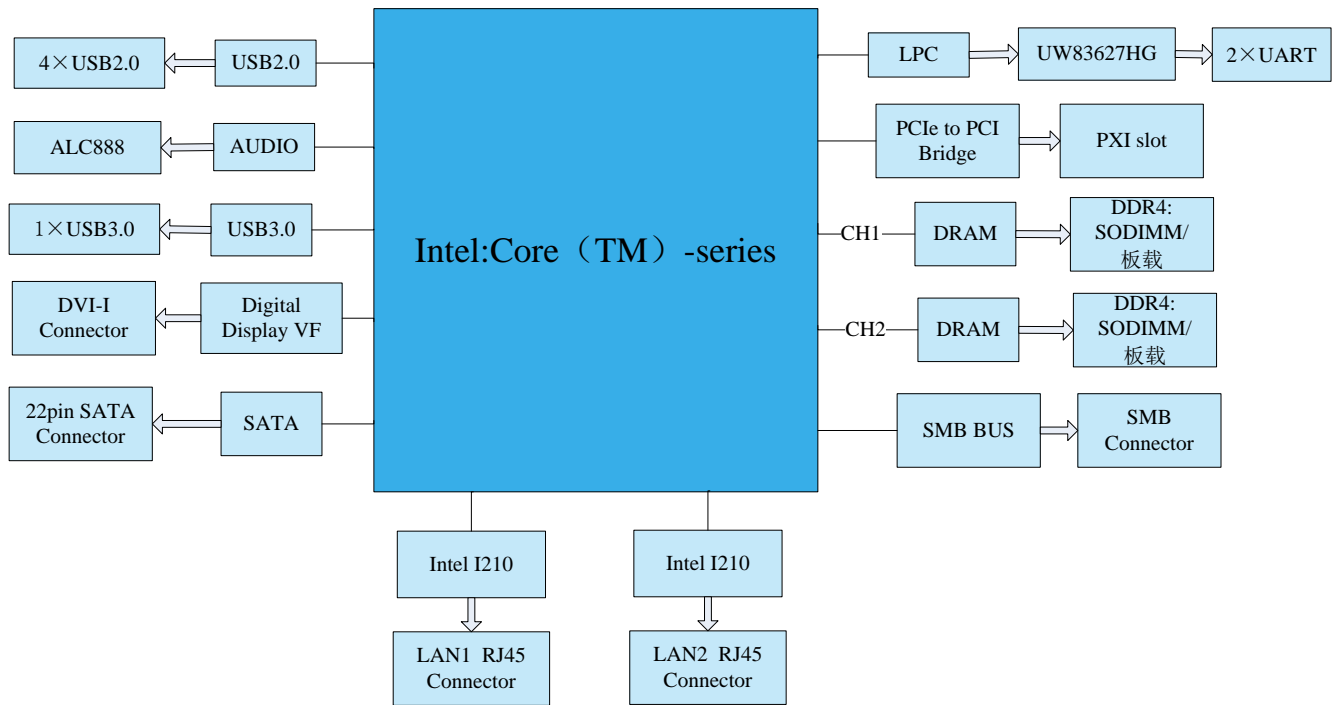 4×USB2.0
USB2.0
ALC888
AUDIO
1×USB3.0
USB3.0
DVI-I
Connector
Digital
Display VF
22pin SATA
Connector
SATA
Intel:Core（TM）-series
LPC
UW83627HG
2×UART
PCIe to PCI
Bridge
PXI slot
CH1
DRAM
DDR4:
SODIMM/
板载
CH2
DRAM
DDR4:
SODIMM/
板载
SMB BUS
SMB
Connector
Intel I210
Intel I210
LAN1 RJ45
Connector
LAN2 RJ45
Connector